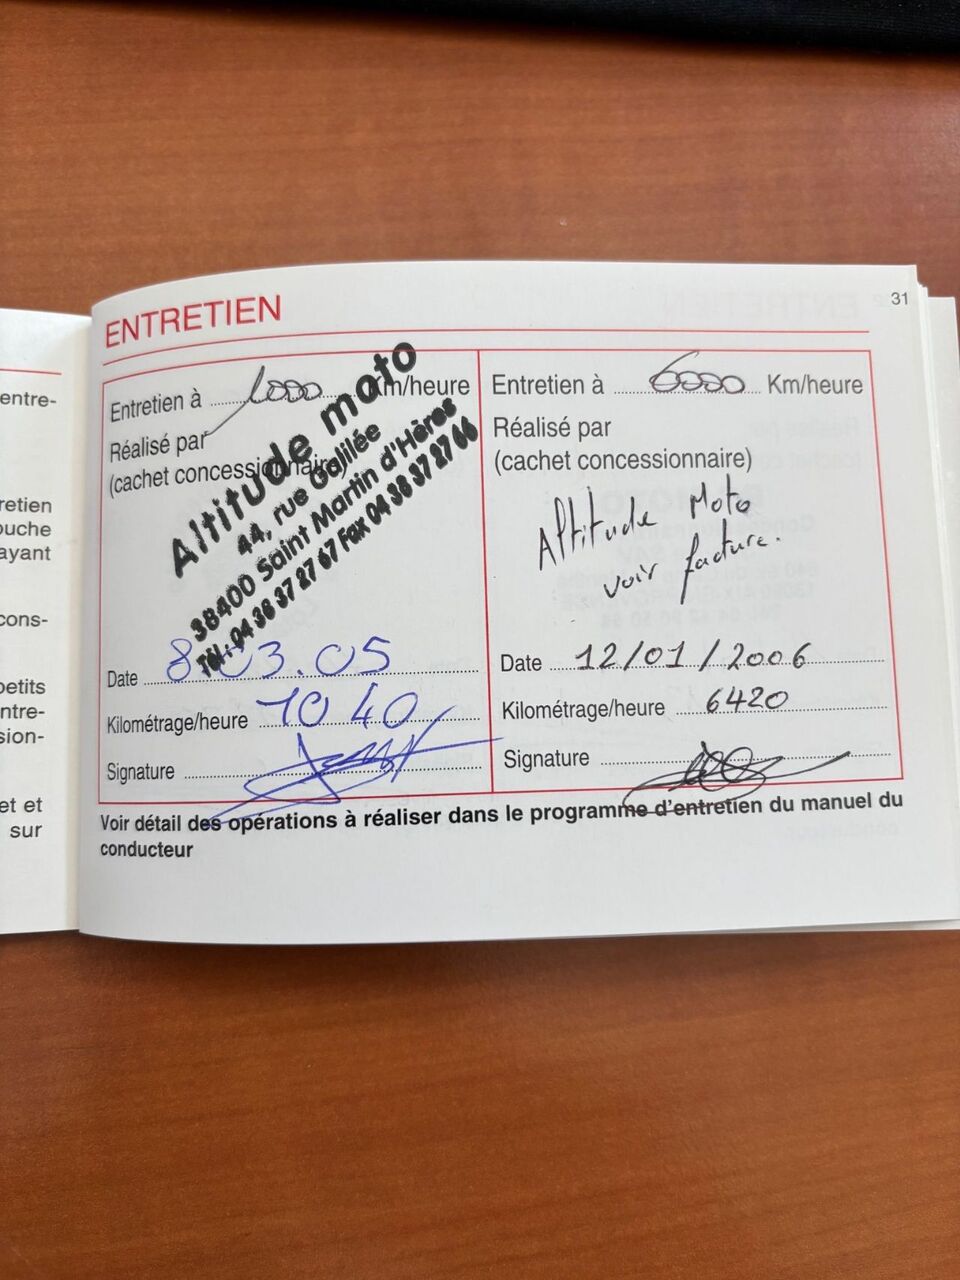 entre-
retien
ouche
ayant
cons-
petits
ntre-
sion-
et et
sur
31
ENTRETIEN
Entretien à 1000 Km/heure
Réalisé par
(cachet concessionnaire)
Altitude moto
44, rue Galilée
38400 Saint Martin d'Hères
Tél : 04 38 37 27 67 Fax 04 38 37 27 66
Date 8.03.05
Kilométrage/heure 1040
Signature
Entretien à 6000 Km/heure
Réalisé par
(cachet concessionnaire)
Altitude Moto
voir facture.
Date 12/01/2006
Kilométrage/heure 6420
Signature
Voir détail des opérations à réaliser dans le programme d'entretien du manuel du
conducteur